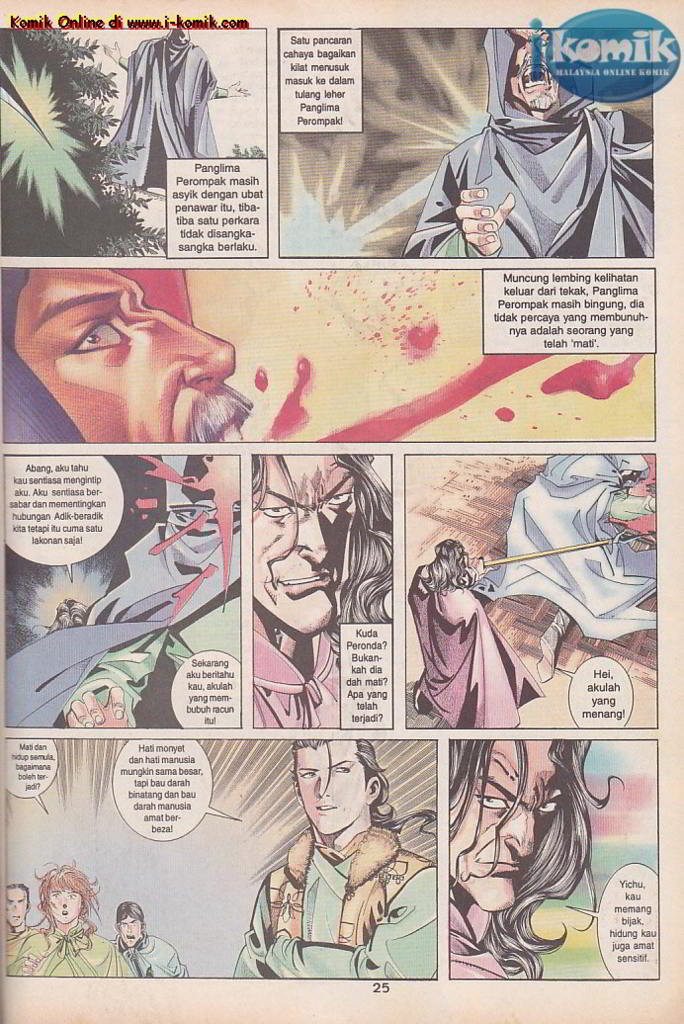 Komik Online di www.i-komik.com
ikomik
MALAYSIA ONLINE KOMIK
Panglima
Perompak masih
asyik dengan ubat
penawar itu, tiba-
tiba satu perkara
tidak disangka-
sangka berlaku.
Satu pancaran
cahaya bagaikan
kilat menusuk
masuk ke dalam
tulang leher
Panglima
Perompak!
Muncung lembing kelihatan
keluar dari tekak, Panglima
Perompak masih bingung, dia
tidak percaya yang membunuh-
nya adalah seorang yang
telah 'mati'.
Abang, aku tahu
kau sentiasa mengintip
aku. Aku sentiasa ber-
sabar dan mementingkan
hubungan Adik-beradik
kita tetapi itu cuma satu
lakonan saja!
Sekarang
aku beritahu
kau, akulah
yang mem-
bubuh racun
itu!
Kuda
Peronda?
Bukan-
kah dia
dah mati?
Apa yang
telah
terjadi?
Hei,
akulah
yang
menang!
Mati dan
hidup semula,
bagaimana
boleh ter-
jadi?
Hati monyet
dan hati manusia
mungkin sama besar,
tapi bau darah
binatang dan bau
darah manusia
amat ber-
beza!
Yichu,
kau
memang
bijak,
hidung kau
juga amat
sensitif.
25